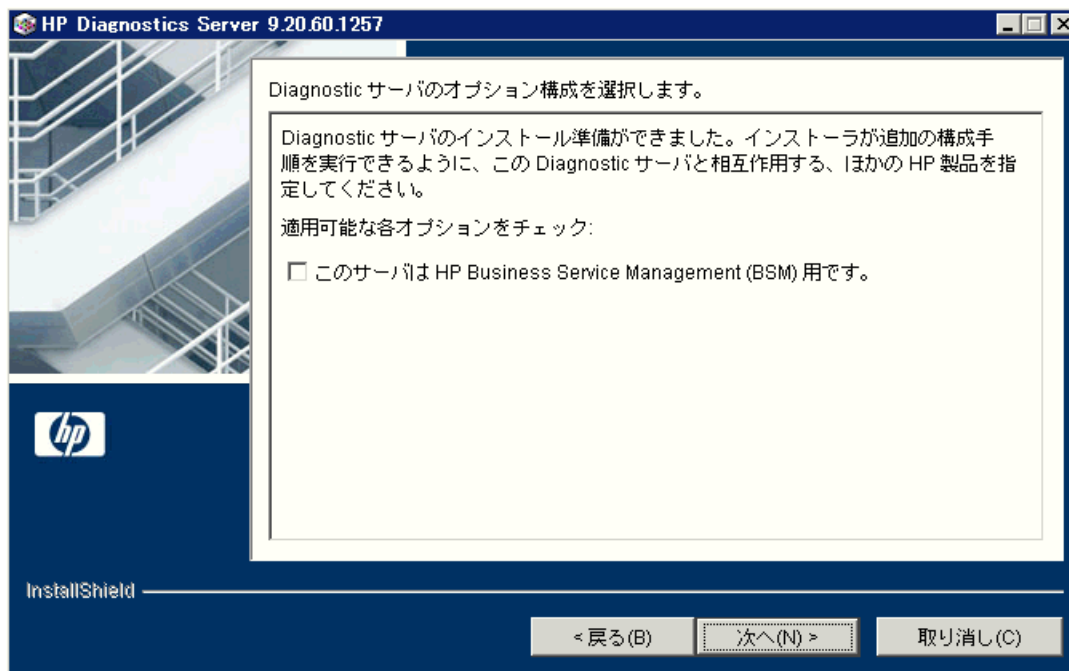 HP Diagnostics Server 9.20.60.1257
Diagnostic サーバのオプション構成を選択します。
Diagnostic サーバのインストール準備ができました。インストーラが追加の構成手
順を実行できるように、この Diagnostic サーバと相互作用する、ほかの HP 製品を指
定してください。
適用可能な各オプションをチェック:
このサーバは HP Business Service Management (BSM) 用です。
hp
InstallShield
< 戻る(B)
次へ(N) >
取り消し(C)